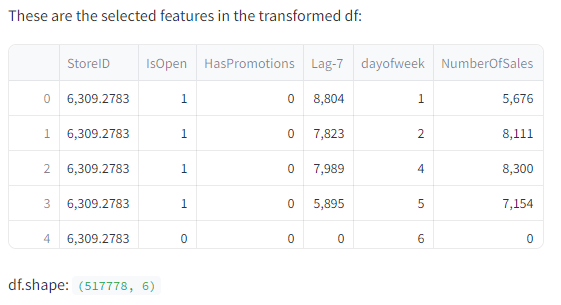 These are the selected features in the transformed df:
StoreID IsOpen HasPromotions Lag-7 dayofweek NumberOfSales
0 6,309.2783 1 0 8,804 1 5,676
1 6,309.2783 1 0 7,823 2 8,111
2 6,309.2783 1 0 7,989 4 8,300
3 6,309.2783 1 0 5,895 5 7,154
4 6,309.2783 0 0 0 6 0
df.shape: (517778, 6)